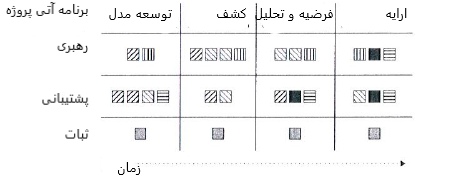 برنامه آتی پروژه توسعه مدل کشف فرضیه و تحلیل ارایه
رهبری
پشتیبانی
ثبات
زمان